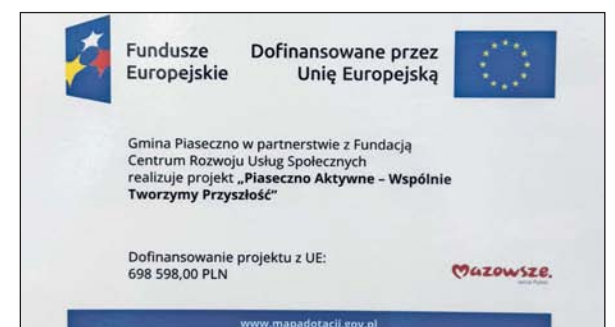 Fundusze
Europejskie
Dofinansowane przez
Unię Europejską
Gmina Piaseczno w partnerstwie z Fundacją
Centrum Rozwoju Usług Społecznych
realizuje projekt „Piaseczno Aktywne – Wspólnie
Tworzymy Przyszłość”
Dofinansowanie projektu z UE:
698 598,00 PLN
Mazowsze.
www.mapadotacji.gov.pl